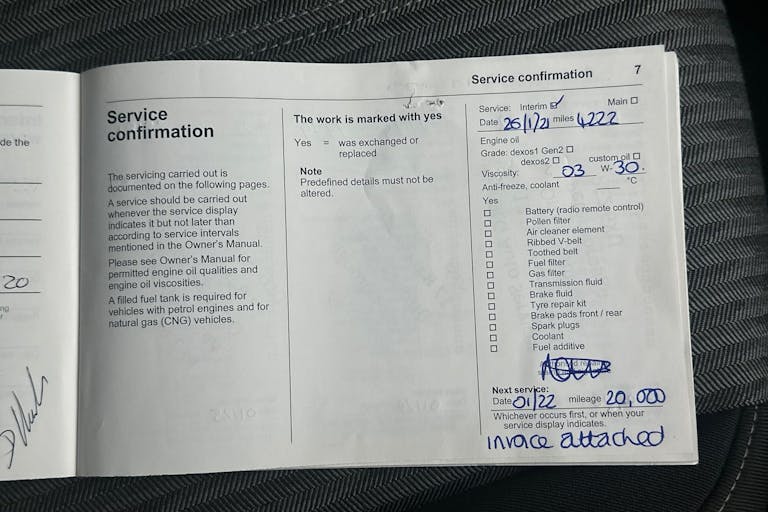 de the
20
ng
Service confirmation 7
Service
confirmation
The servicing carried out is
documented on the following pages.
A service should be carried out
whenever the service display
indicates it but not later than
according to service intervals
mentioned in the Owner's Manual.
Please see Owner's Manual for
permitted engine oil qualities and
engine oil viscosities.
A filled fuel tank is required for
vehicles with petrol engines and for
natural gas (CNG) vehicles.
The work is marked with yes
Yes = was exchanged or
replaced
Note
Predefined details must not be
altered.
Service: Interim ☑ Main ☐
Date 26/1/21 miles 4222
Engine oil
Grade: dexos1 Gen2 ☐
dexos2 ☐ custom oil ☐
Viscosity: 03 W-30.
Anti-freeze, coolant ____ °C
Yes
☐ Battery (radio remote control)
☐ Pollen filter
☐ Air cleaner element
☐ Ribbed V-belt
☐ Toothed belt
☐ Fuel filter
☐ Gas filter
☐ Transmission fluid
☐ Brake fluid
☐ Tyre repair kit
☐ Brake pads front / rear
☐ Spark plugs
☐ Coolant
☐ Fuel additive
Next service:
Date 01/22 mileage 20,000
Whichever occurs first, or when your
service display indicates.
invoice attached